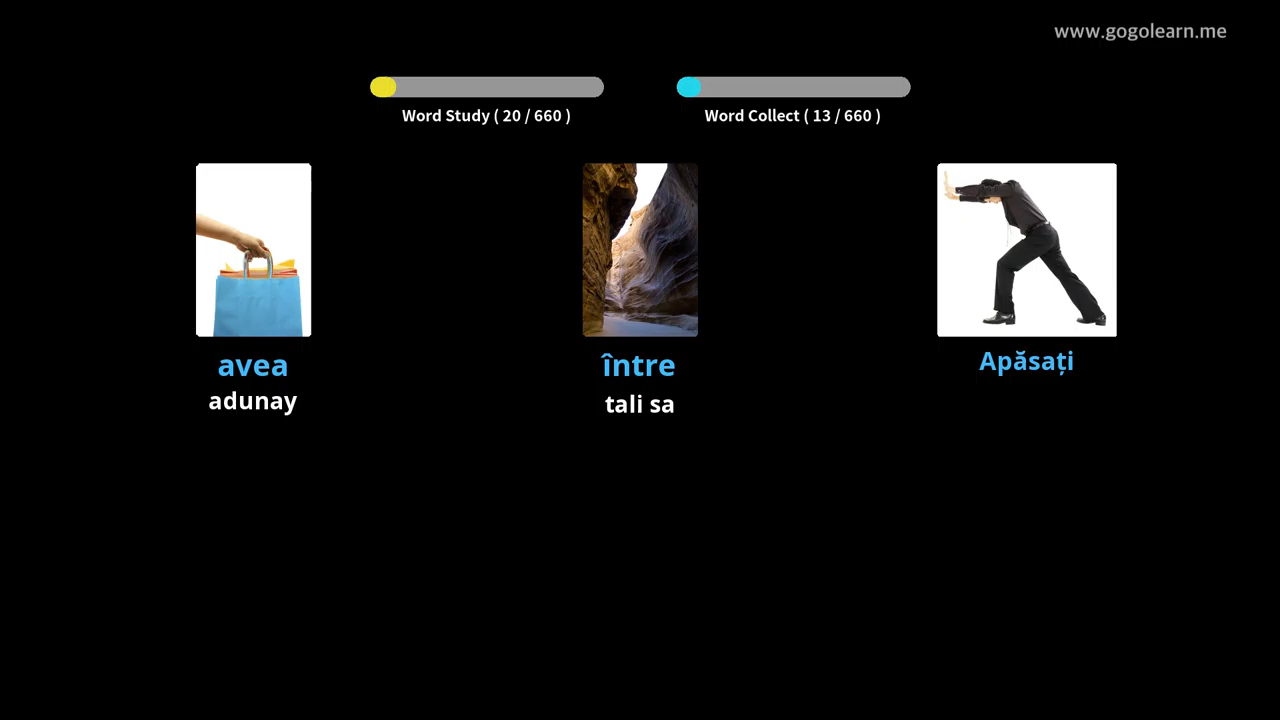 www.gogolearn.me
Word Study ( 20 / 660 )
Word Collect ( 13 / 660 )
avea
adunay
între
tali sa
Apăsați